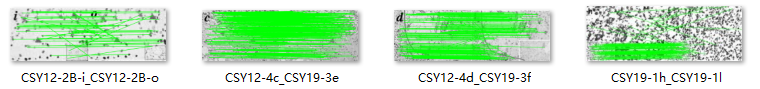 i o
c
d
CSY12-2B-i_CSY12-2B-o
CSY12-4c_CSY19-3e
CSY12-4d_CSY19-3f
CSY19-1h_CSY19-1l